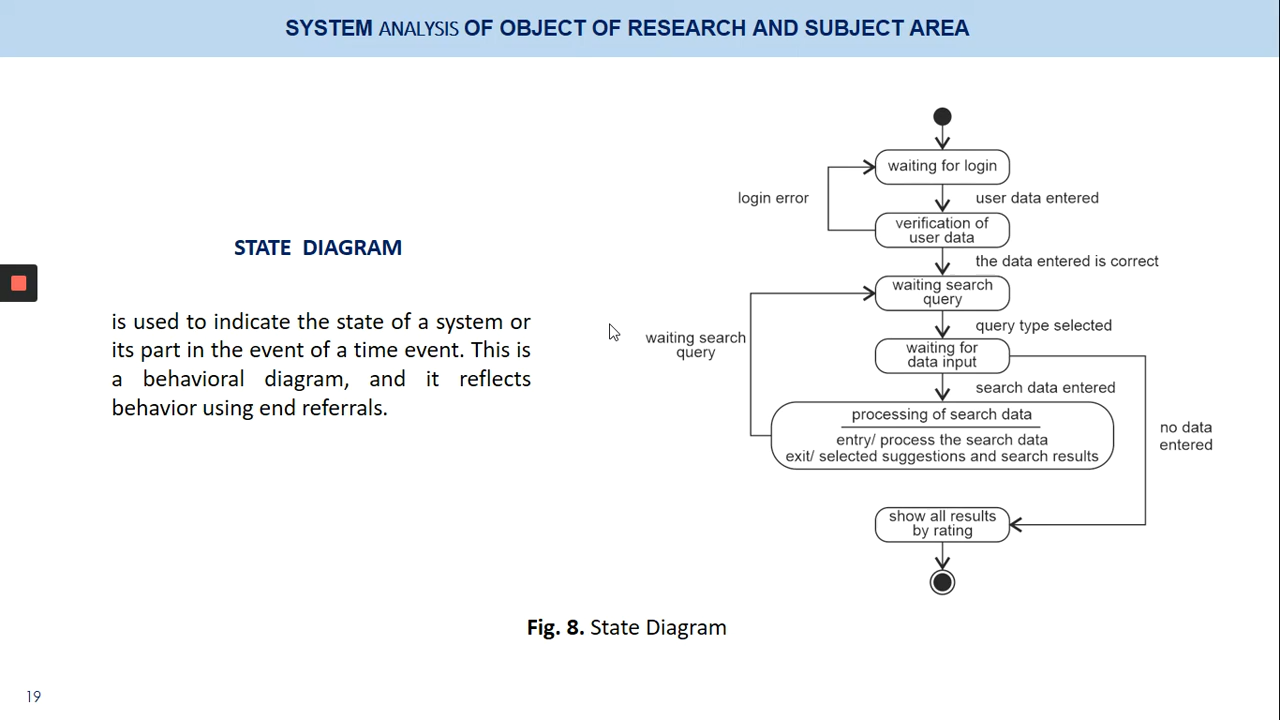 SYSTEM ANALYSIS OF OBJECT OF RESEARCH AND SUBJECT AREA
STATE DIAGRAM
is used to indicate the state of a system or
its part in the event of a time event. This is
a behavioral diagram, and it reflects
behavior using end referrals.
waiting for login
login error
user data entered
verification of
user data
the data entered is correct
waiting search
query
query type selected
waiting search
query
waiting for
data input
search data entered
processing of search data
entry/ process the search data
exit/ selected suggestions and search results
no data
entered
show all results
by rating
Fig. 8. State Diagram
19